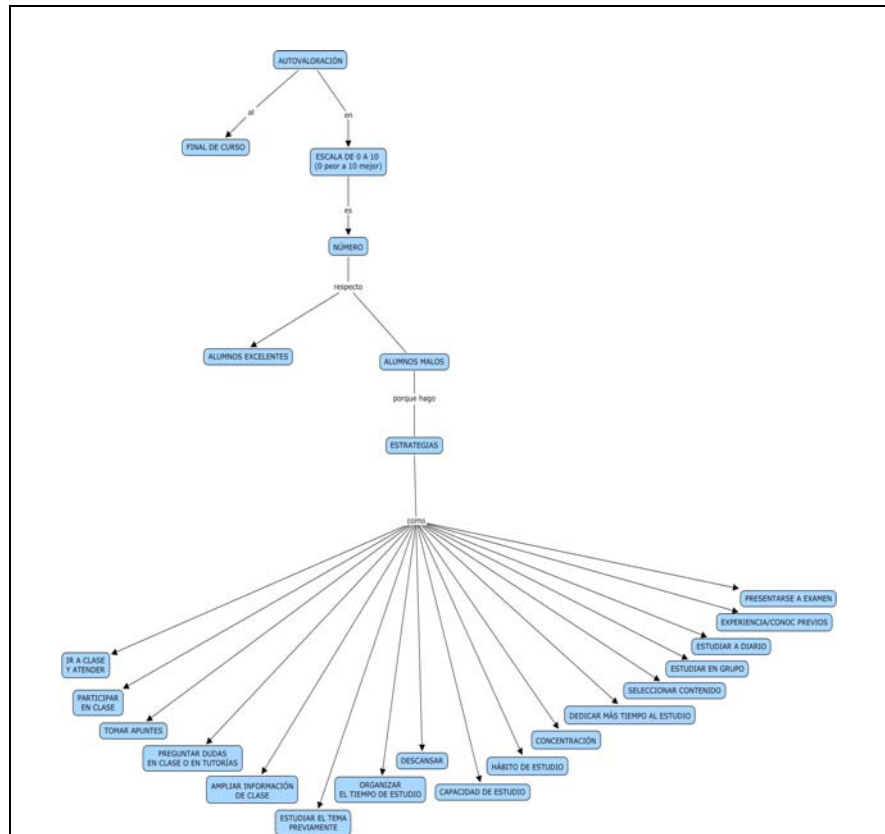 AUTOVALORACIÓN
al
en
FINAL DE CURSO
ESCALA DE 0 A 10
(0 peor a 10 mejor)
es
NÚMERO
respecto
ALUMNOS EXCELENTES
ALUMNOS MALOS
porque hago
ESTRATEGIAS
como
PRESENTARSE A EXAMEN
EXPERIENCIA/CONOC PREVIOS
ESTUDIAR A DIARIO
IR A CLASE
Y ATENDER
ESTUDIAR EN GRUPO
SELECCIONAR CONTENIDO
PARTICIPAR
EN CLASE
DEDICAR MÁS TIEMPO AL ESTUDIO
TOMAR APUNTES
CONCENTRACIÓN
PREGUNTAR DUDAS
EN CLASE O EN TUTORÍAS
DESCANSAR
HÁBITO DE ESTUDIO
AMPLIAR INFORMACIÓN
DE CLASE
ORGANIZAR
EL TIEMPO DE ESTUDIO
CAPACIDAD DE ESTUDIO
ESTUDIAR EL TEMA
PREVIAMENTE